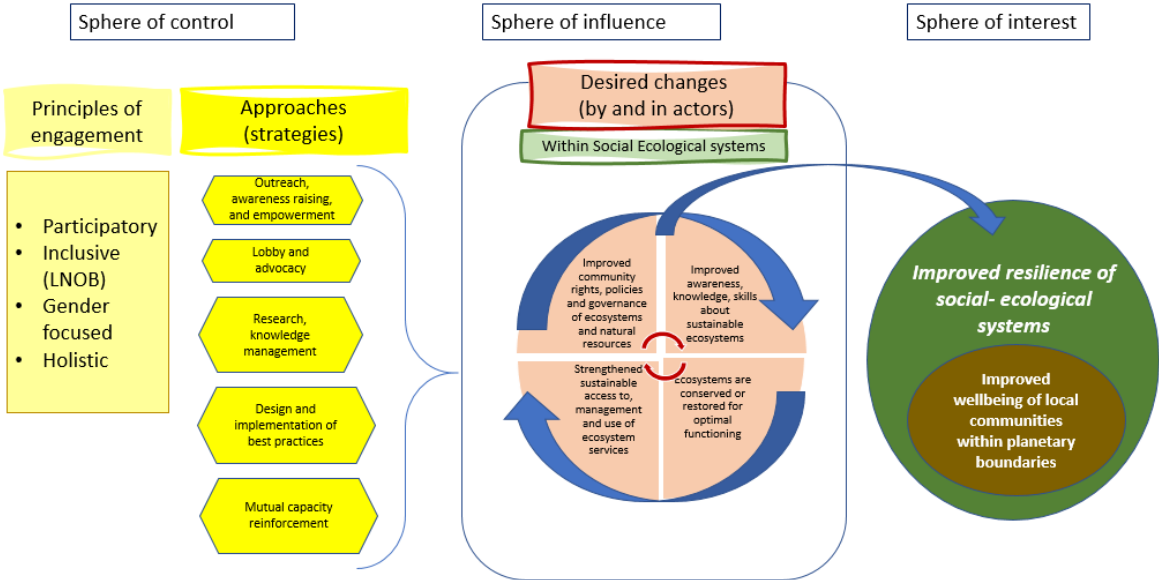 Sphere of control
Sphere of influence
Sphere of interest
Principles of
engagement
Approaches
(strategies)
Desired changes
(by and in actors)
Within Social Ecological systems
• Participatory
• Inclusive
(LNOB)
• Gender
focused
• Holistic
Outreach,
awareness raising,
and empowerment
Lobby and
advocacy
Research,
knowledge
management
Design and
implementation of
best practices
Mutual capacity
reinforcement
Improved
community
rights, policies
and governance
of ecosystems
and natural
resources
Improved
awareness,
knowledge, skills
about
sustainable
ecosystems
Strengthened
sustainable
access to,
management
and use of
ecosystem
services
Ecosystems are
conserved or
restored for
optimal
functioning
Improved resilience of
social- ecological
systems
Improved
wellbeing of local
communities
within planetary
boundaries